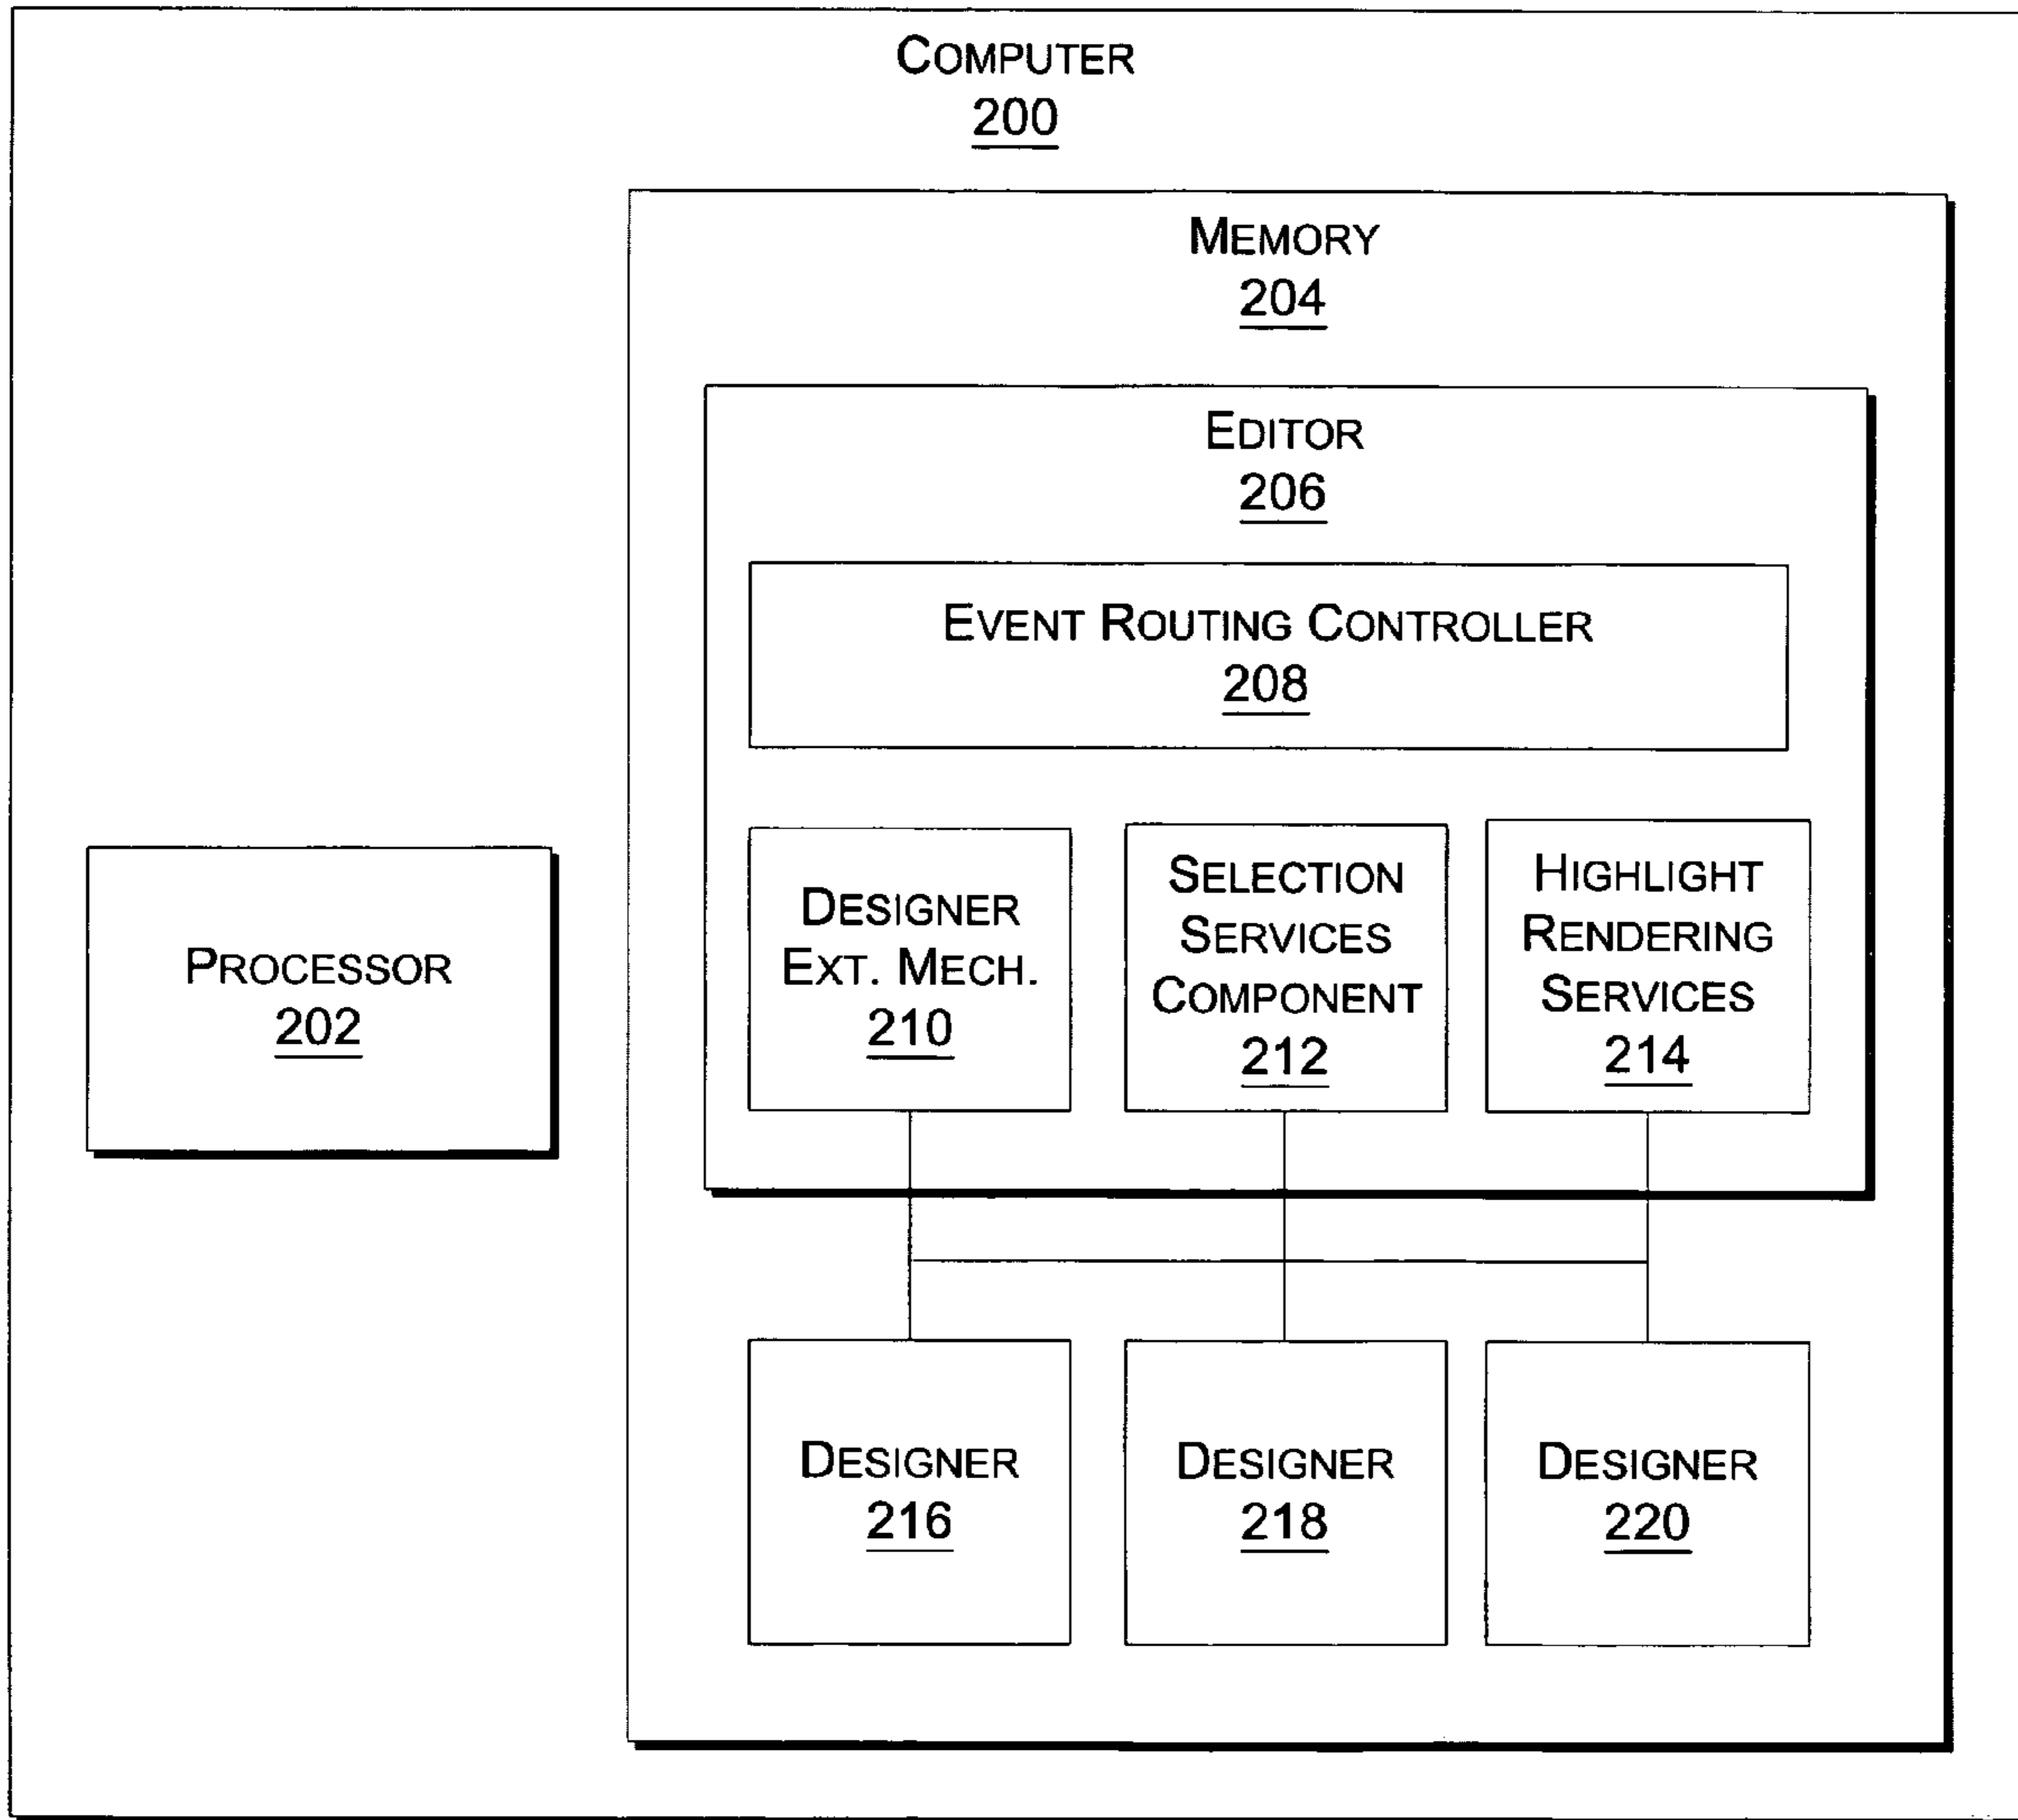 COMPUTER
200
MEMORY
204
EDITOR
206
EVENT ROUTING CONTROLLER
208
DESIGNER
EXT. MECH.
210
SELECTION
SERVICES
COMPONENT
212
HIGHLIGHT
RENDERING
SERVICES
214
PROCESSOR
202
DESIGNER
216
DESIGNER
218
DESIGNER
220